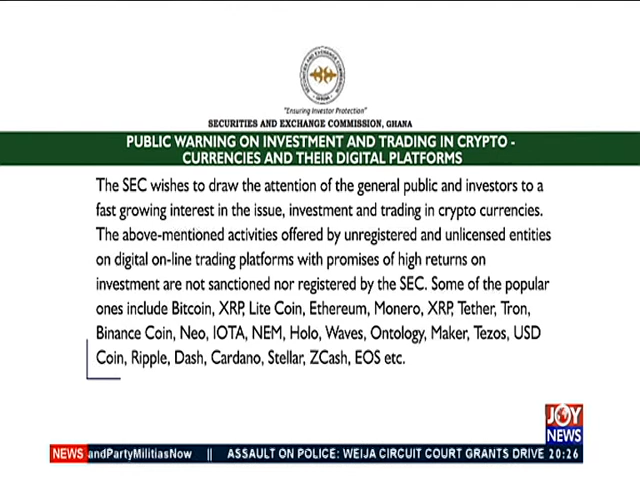 "Ensuring Investor Protection"
SECURITIES AND EXCHANGE COMMISSION, GHANA
PUBLIC WARNING ON INVESTMENT AND TRADING IN CRYPTO -
CURRENCIES AND THEIR DIGITAL PLATFORMS
The SEC wishes to draw the attention of the general public and investors to a
fast growing interest in the issue, investment and trading in crypto currencies.
The above-mentioned activities offered by unregistered and unlicensed entities
on digital on-line trading platforms with promises of high returns on
investment are not sanctioned nor registered by the SEC. Some of the popular
ones include Bitcoin, XRP, Lite Coin, Ethereum, Monero, XRP, Tether, Tron,
Binance Coin, Neo, IOTA, NEM, Holo, Waves, Ontology, Maker, Tezos, USD
Coin, Ripple, Dash, Cardano, Stellar, ZCash, EOS etc.
JOY
NEWS
NEWS andPartyMilitiasNow || ASSAULT ON POLICE: WEIJA CIRCUIT COURT GRANTS DRIVE 20:26